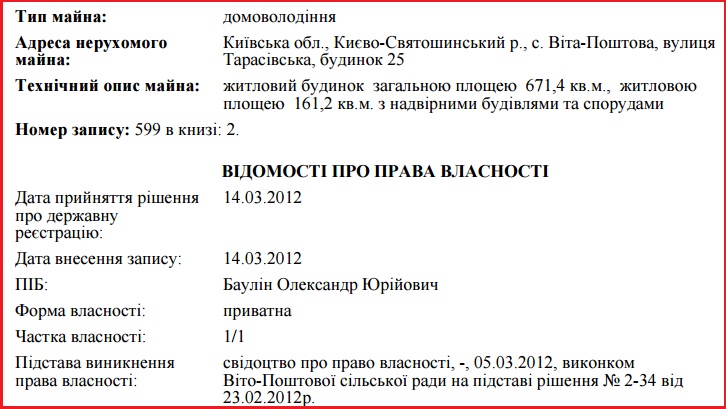 Тип майна: домоволодіння
Адреса нерухомого Київська обл., Києво-Святошинський р., с. Віта-Поштова, вулиця
майна: Тарасівська, будинок 25
Технічний опис майна: житловий будинок загальною площею 671,4 кв.м., житловою
площею 161,2 кв.м. з надвірними будівлями та спорудами
Номер запису: 599 в книзі: 2.
ВІДОМОСТІ ПРО ПРАВА ВЛАСНОСТІ
Дата прийняття рішення 14.03.2012
про державну
реєстрацію:
Дата внесення запису: 14.03.2012
ПІБ: Баулін Олександр Юрійович
Форма власності: приватна
Частка власності: 1/1
Підстава виникнення свідоцтво про право власності, -, 05.03.2012, виконком
права власності: Віто-Поштової сільської ради на підставі рішення № 2-34 від
23.02.2012р.